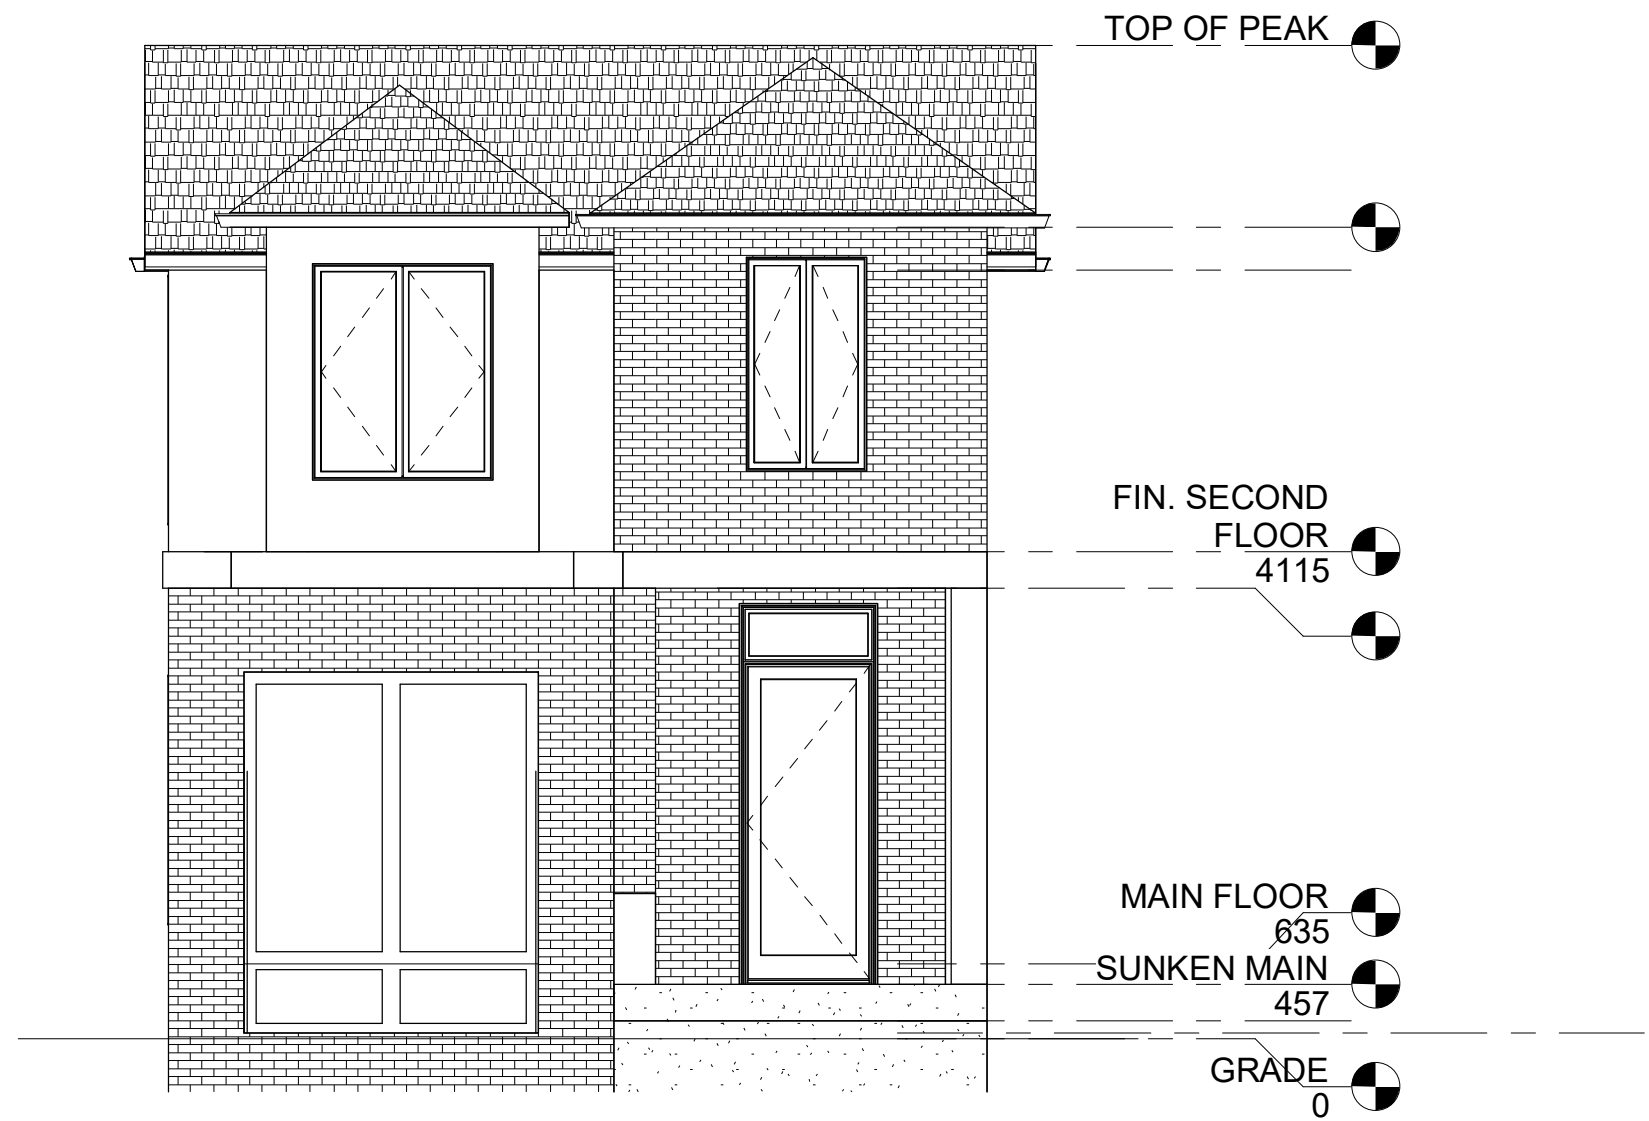 TOP OF PEAK
FIN. SECOND
FLOOR
4115
MAIN FLOOR
635
SUNKEN MAIN
457
GRADE
0